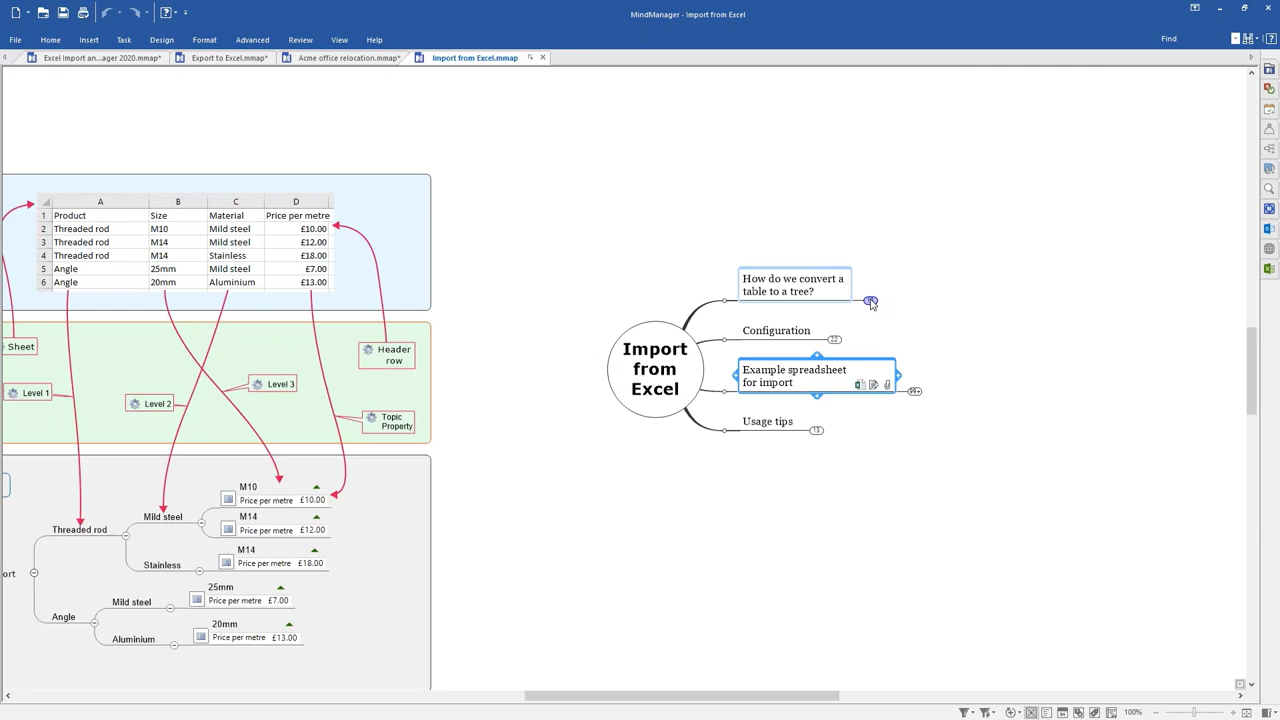 MindManager - Import from Excel
File Home Insert Task Design Format Advanced Review View Help Find
Excel Import an...ager 2020.mmap* Export to Excel.mmap* Acme office relocation.mmap* Import from Excel.mmap
A B C D
1 Product Size Material Price per metre
2 Threaded rod M10 Mild steel £10.00
3 Threaded rod M14 Mild steel £12.00
4 Threaded rod M14 Stainless £18.00
5 Angle 25mm Mild steel £7.00
6 Angle 20mm Aluminium £13.00
Sheet
Header
row
Level 1
Level 2
Level 3
Topic
Property
M10
Price per metre £10.00
M14
Price per metre £12.00
M14
Price per metre £18.00
25mm
Price per metre £7.00
20mm
Price per metre £13.00
Threaded rod
Mild steel
Stainless
ort
Angle
Mild steel
Aluminium
Import
from
Excel
How do we convert a
table to a tree?
Configuration
22
Example spreadsheet
for import
99+
Usage tips
13
100%